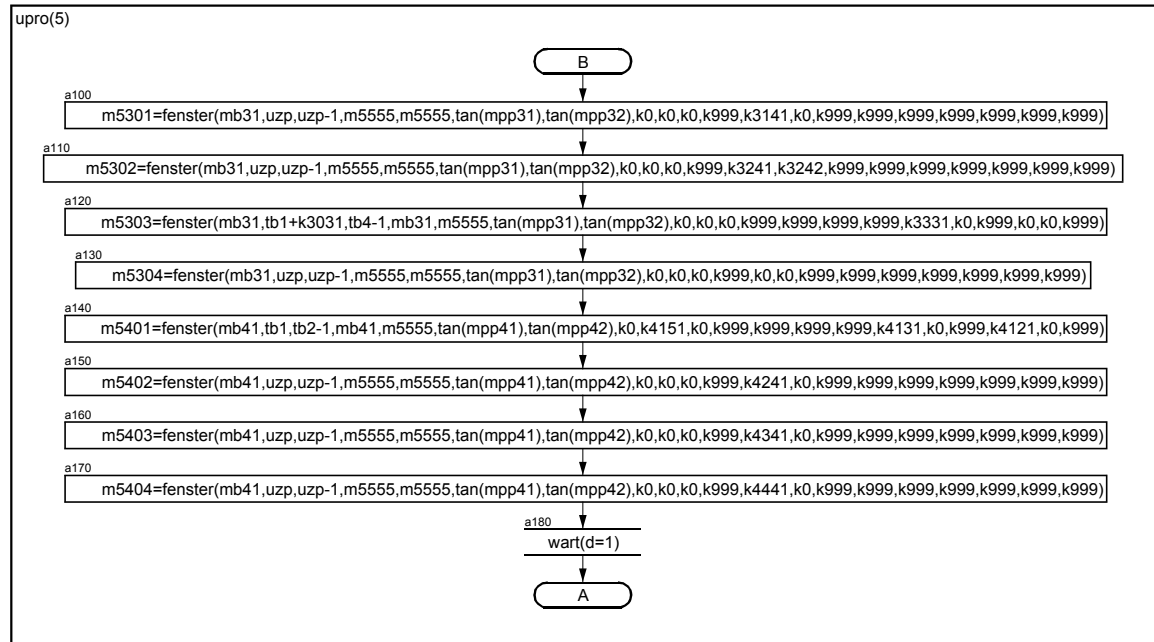 upro(5)
B
a100
m5301=fenster(mb31,uzp,uzp-1,m5555,m5555,tan(mpp31),tan(mpp32),k0,k0,k0,k999,k3141,k0,k999,k999,k999,k999,k999,k999,k999)
a110
m5302=fenster(mb31,uzp,uzp-1,m5555,m5555,tan(mpp31),tan(mpp32),k0,k0,k0,k999,k3241,k3242,k999,k999,k999,k999,k999,k999,k999)
a120
m5303=fenster(mb31,tb1+k3031,tb4-1,mb31,m5555,tan(mpp31),tan(mpp32),k0,k0,k0,k999,k999,k999,k999,k3331,k0,k999,k0,k0,k999)
a130
m5304=fenster(mb31,uzp,uzp-1,m5555,m5555,tan(mpp31),tan(mpp32),k0,k0,k0,k999,k0,k0,k999,k999,k999,k999,k999,k999,k999)
a140
m5401=fenster(mb41,tb1,tb2-1,mb41,m5555,tan(mpp41),tan(mpp42),k0,k4151,k0,k999,k999,k999,k999,k4131,k0,k999,k4121,k0,k999)
a150
m5402=fenster(mb41,uzp,uzp-1,m5555,m5555,tan(mpp41),tan(mpp42),k0,k0,k0,k999,k4241,k0,k999,k999,k999,k999,k999,k999,k999)
a160
m5403=fenster(mb41,uzp,uzp-1,m5555,m5555,tan(mpp41),tan(mpp42),k0,k0,k0,k999,k4341,k0,k999,k999,k999,k999,k999,k999,k999)
a170
m5404=fenster(mb41,uzp,uzp-1,m5555,m5555,tan(mpp41),tan(mpp42),k0,k0,k0,k999,k4441,k0,k999,k999,k999,k999,k999,k999,k999)
a180
wart(d=1)
A